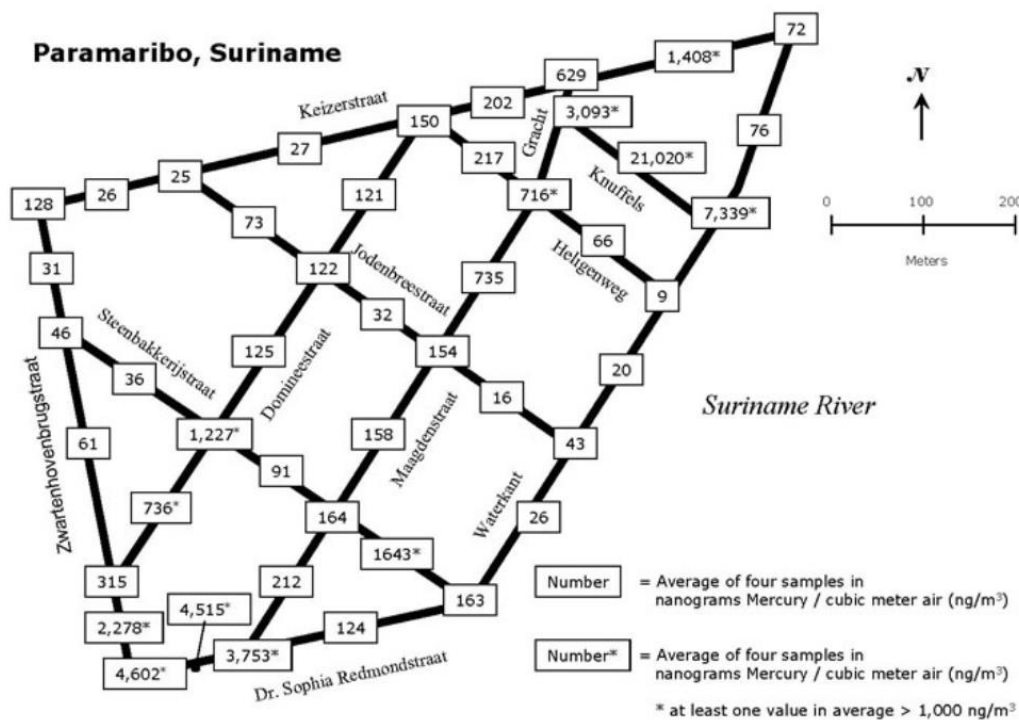 Paramaribo, Suriname
72
1,408*
629
202
3,093*
Keizerstraat
150
27
217
Gracht
21,020*
76
N
25
26
128
121
716*
Knuffels
7,339*
0 100 200
Meters
73
66
Heligenweg
31
122
Jodenbreestraat
735
9
32
46
Steenbakkerijstraat
154
125
36
Domineestraat
16
20
Suriname River
1,227*
158
Maagdenstraat
43
61
91
Zwartenhovenbrugstraat
Waterkant
736*
164
26
1643*
315
212
163
4,515*
2,278*
124
3,753*
4,602*
Dr. Sophia Redmondstraat
Number = Average of four samples in
nanograms Mercury / cubic meter air (ng/m³)
Number* = Average of four samples in
nanograms Mercury / cubic meter air (ng/m³)
* at least one value in average > 1,000 ng/m³